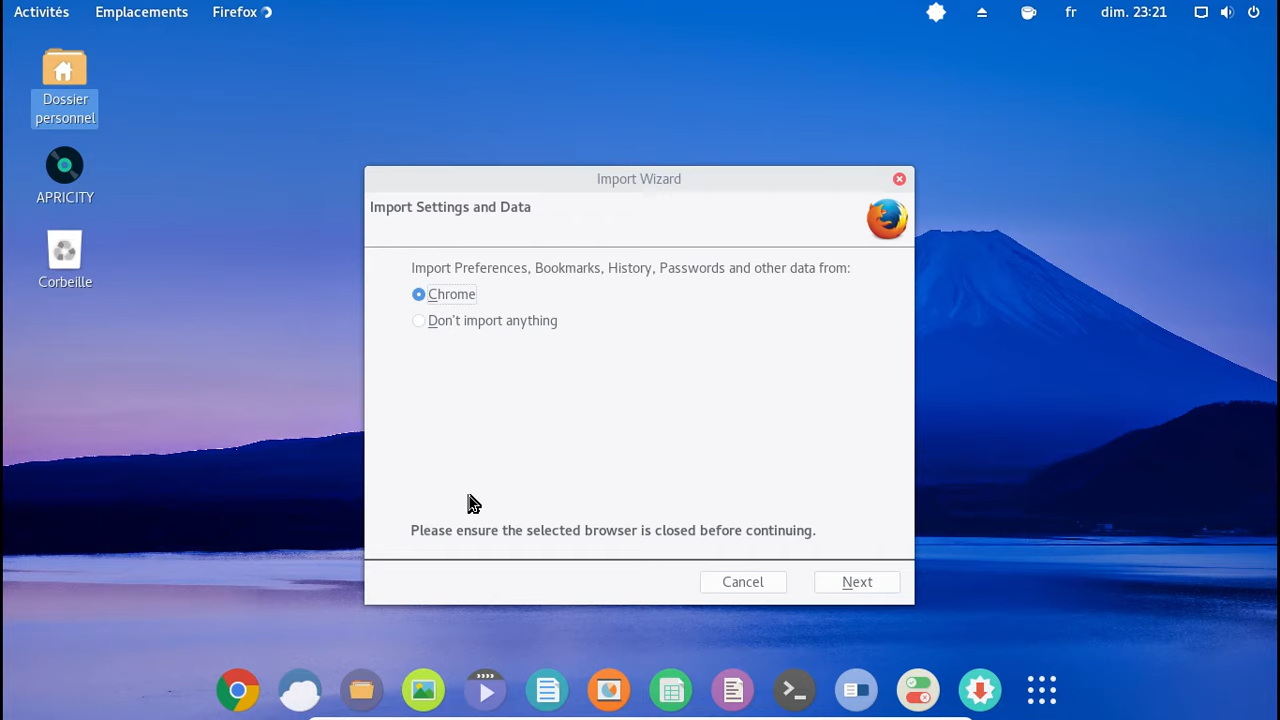 Activités Emplacements Firefox fr dim. 23:21
Dossier
personnel
APRICITY
Corbeille
Import Wizard
Import Settings and Data
Import Preferences, Bookmarks, History, Passwords and other data from:
Chrome
Don't import anything
Please ensure the selected browser is closed before continuing.
Cancel Next